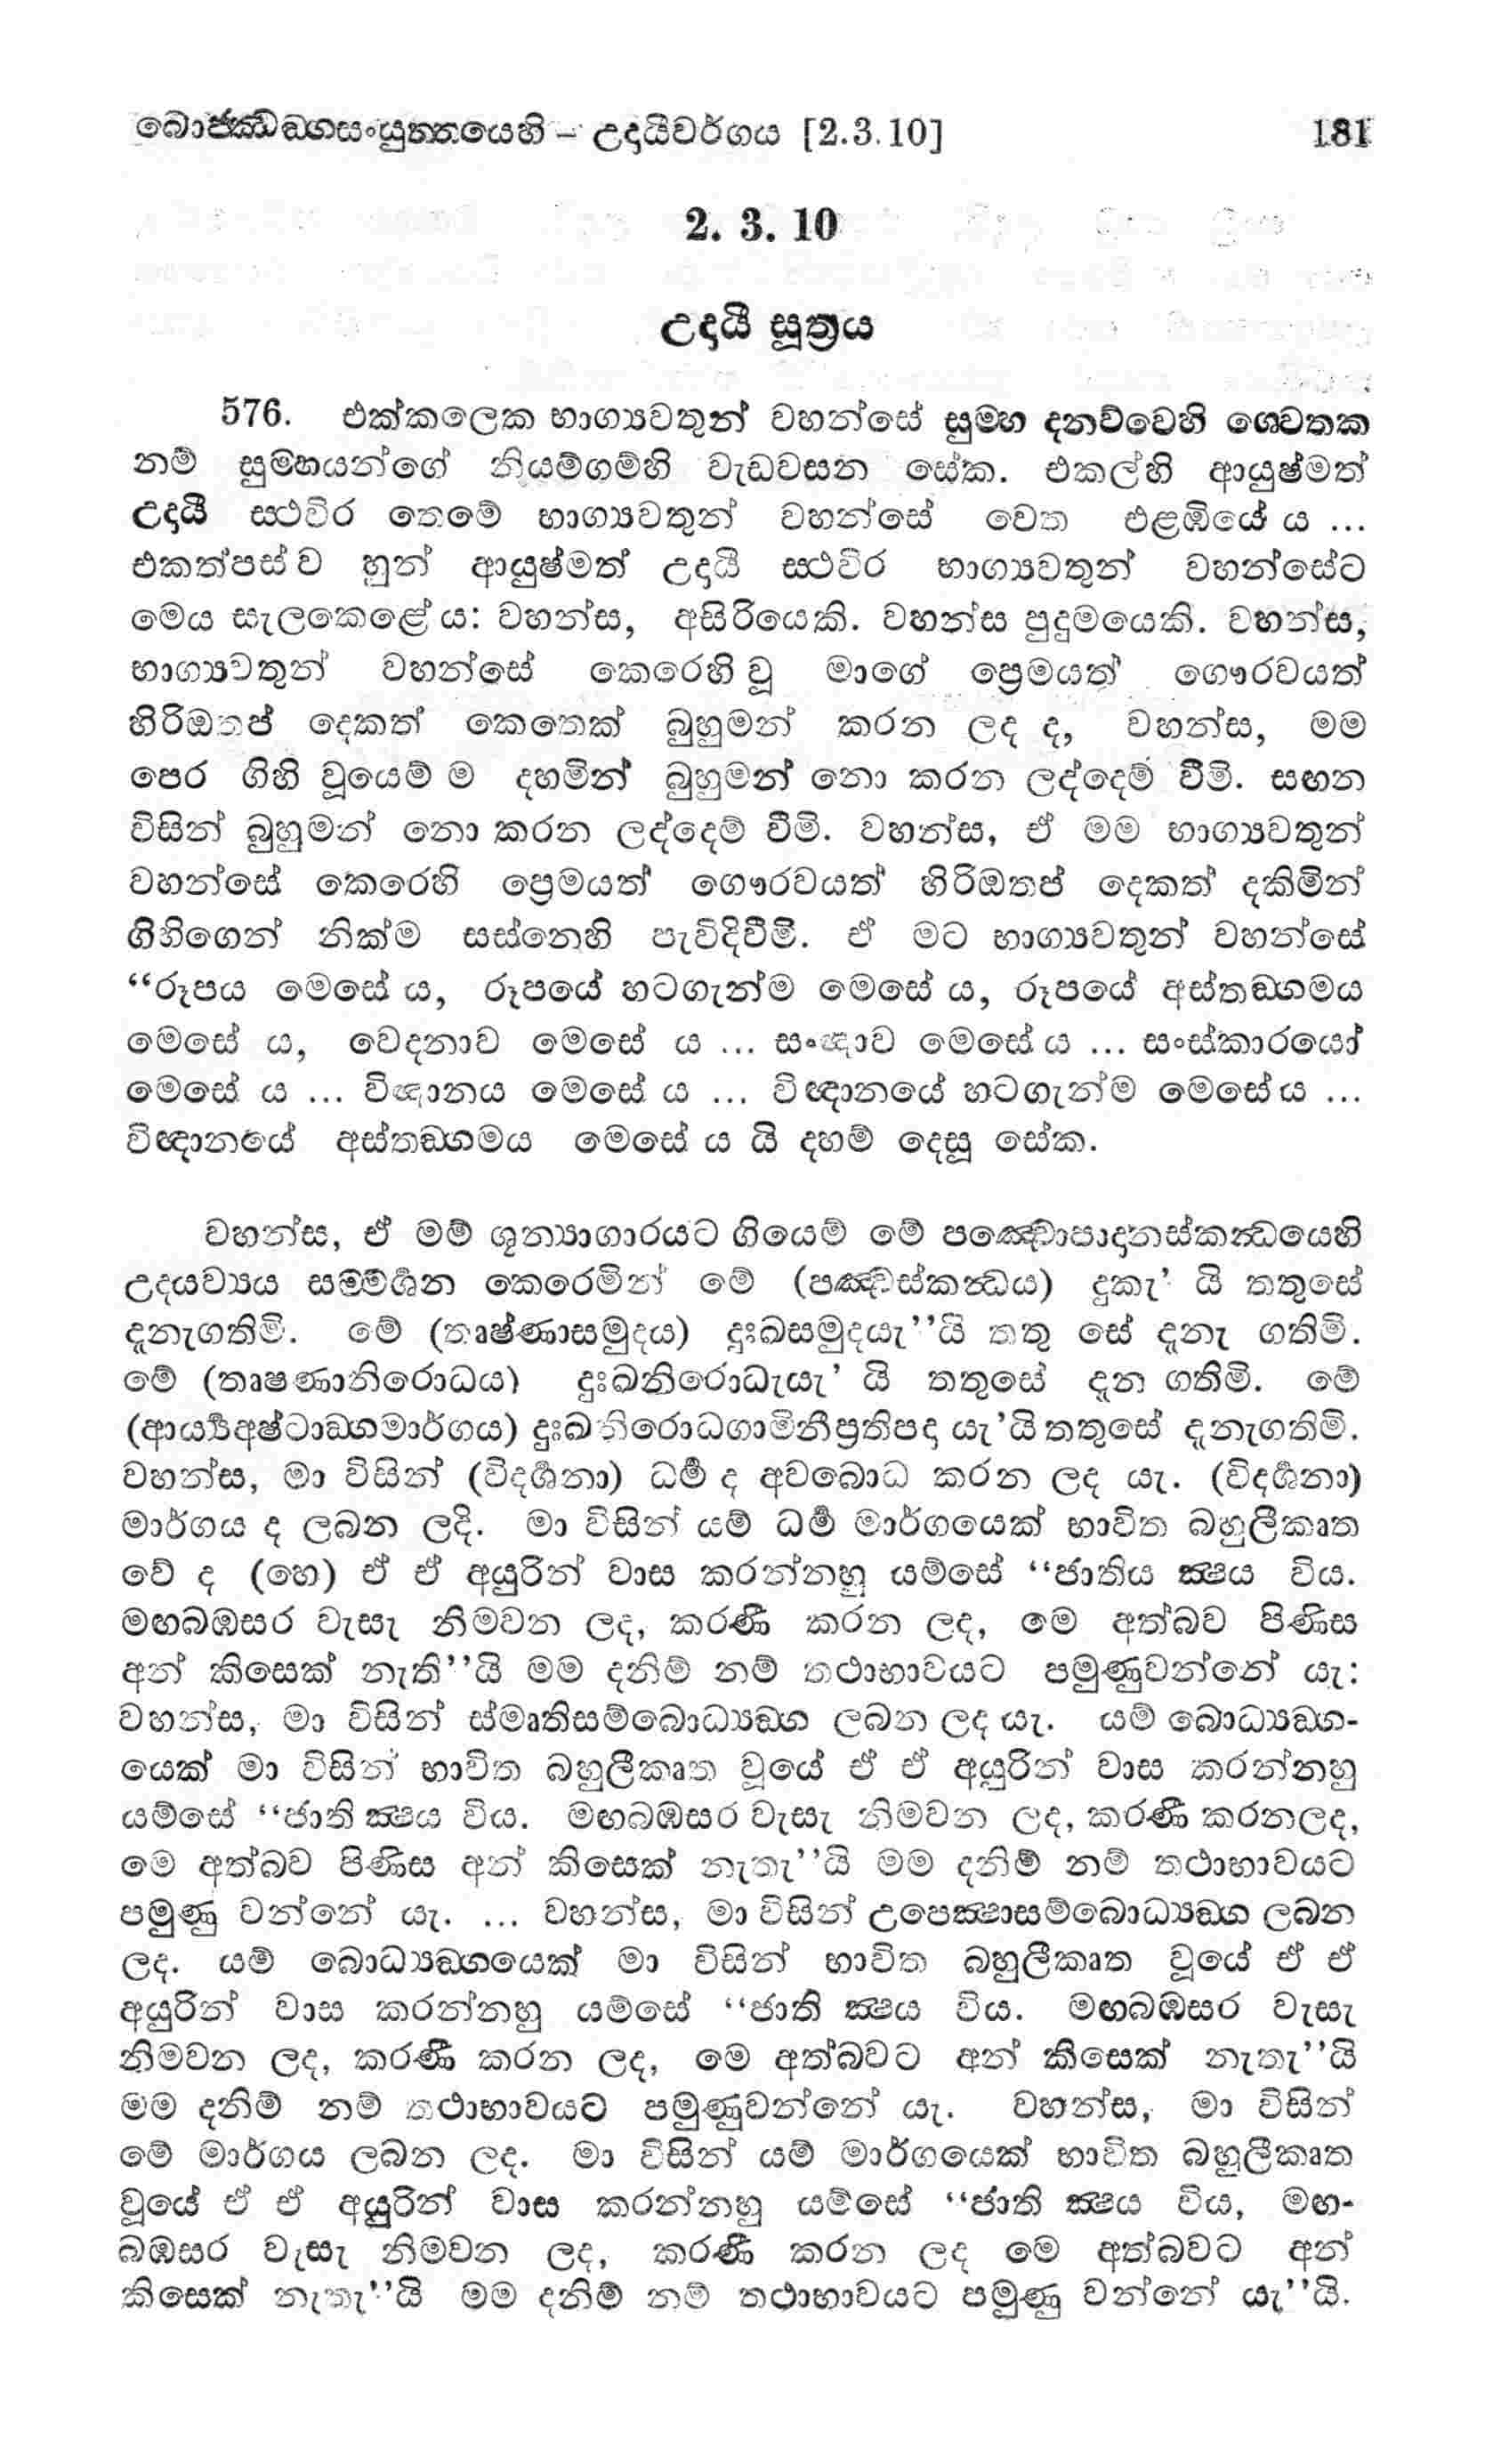 බොජ්ඣඞ්ගසංයුත්තයෙහි – උදායීවර්ගය [2.3.10] 181
2. 3. 10
උදායී සූත්‍රය
576. එක්කලෙක භාග්‍යවතුන් වහන්සේ සුම්භ දනව්වෙහි ශෙවතක
නම් සුම්භයන්ගේ නියම්ගම්හි වැඩවසන සේක. එකල්හි ආයුෂ්මත්
උදායී ස්ථවිර තෙමේ භාග්‍යවතුන් වහන්සේ වෙත එළඹියේ ය ...
එකත්පස් ව හුන් ආයුෂ්මත් උදායී ස්ථවිර භාග්‍යවතුන් වහන්සේට
මෙය සැලකෙළේ ය: වහන්ස, අසිරියෙකි. වහන්ස පුදුමයෙකි. වහන්ස,
භාග්‍යවතුන් වහන්සේ කෙරෙහි වූ මාගේ ප්‍රෙමයත් ගෞරවයත්
හිරිඔතප් දෙකත් කෙතෙක් බුහුමන් කරන ලද ද, වහන්ස, මම
පෙර ගිහි වූයෙම් ම දහමින් බුහුමන් නො කරන ලද්දෙම් වීමි. සඟන
විසින් බුහුමන් නො කරන ලද්දෙම් වීමි. වහන්ස, ඒ මම භාග්‍යවතුන්
වහන්සේ කෙරෙහි ප්‍රෙමයත් ගෞරවයත් හිරිඔතප් දෙකත් දකිමින්
ගිහිගෙන් නික්ම සස්නෙහි පැවිදිවීමි. ඒ මට භාග්‍යවතුන් වහන්සේ
“රූපය මෙසේ ය, රූපයේ හටගැන්ම මෙසේ ය, රූපයේ අස්තඞ්ගමය
මෙසේ ය, වෙදනාව මෙසේ ය ... සංඥාව මෙසේ ය ... සංස්කාරයෝ
මෙසේ ය ... විඥානය මෙසේ ය ... විඥානයේ හටගැන්ම මෙසේ ය ...
විඥානයේ අස්තඞ්ගමය මෙසේ ය යි දහම් දෙසූ සේක.
වහන්ස, ඒ මම් ශූන්‍යාගාරයට ගියෙම් මේ පඤ්චොපාදානස්කන්ධයෙහි
උදයව්‍යය සම්මර්ශන කෙරෙමින් මේ (පඤ්චස්කන්ධය) දුකැ’ යි තතුසේ
දැනැගතිමි. මේ (තෘෂ්ණාසමුදය) දුඃඛසමුදයැ’’යි තතු සේ දැනැ ගතිමි.
මේ (තෘෂණානිරොධය) දුඃඛනිරොධැයැ’ යි තතුසේ දැන ගතිමි. මේ
(ආර්‍ය්‍යඅෂ්ටාඞ්ගමාර්ගය) දුඃඛනිරොධගාමිනීප්‍රතිපදා යැ’යි තතුසේ දැනැගතිමි.
වහන්ස, මා විසින් (විදර්ශනා) ධර්ම ද අවබොධ කරන ලද යැ. (විදර්ශනා)
මාර්ගය ද ලබන ලදි. මා විසින් යම් ධර්ම මාර්ගයෙක් භාවිත බහුලීකෘත
වේ ද (හෙ) ඒ ඒ අයුරින් වාස කරන්නහු යම්සේ “ජාතිය ක්‍ෂය විය.
මඟබඹසර වැසැ නිමවන ලද, කරණී කරන ලද, මෙ අත්බව පිණිස
අන් කිසෙක් නැති’’යි මම දනිම් නම් තථාභාවයට පමුණුවන්නේ යැ:
වහන්ස, මා විසින් ස්මෘතිසම්බොධ්‍යඞ්ග ලබන ලද යැ. යම් බොධ්‍යඞ්ග-
යෙක් මා විසින් භාවිත බහුලීකෘත වූයේ ඒ ඒ අයුරින් වාස කරන්නහු
යම්සේ “ජාති ක්‍ෂය විය. මඟබඹසර වැසැ නිමවන ලද, කරණී කරනලද,
මෙ අත්බව පිණිස අන් කිසෙක් නැතැ’’යි මම දනිම් නම් තථාභාවයට
පමුණු වන්නේ යැ. ... වහන්ස, මා විසින් උපෙක්‍ෂාසම්බොධ්‍යඞ්ග ලබන
ලද. යම් බොධ්‍යඞ්ගයෙක් මා විසින් භාවිත බහුලීකෘත වූයේ ඒ ඒ
අයුරින් වාස කරන්නහු යම්සේ “ජාති ක්‍ෂය විය. මඟබඹසර වැසැ
නිමවන ලද, කරණී කරන ලද, මෙ අත්බවට අන් කිසෙක් නැතැ’’යි
මම දනිම් නම් තථාභාවයට පමුණුවන්නේ යැ. වහන්ස, මා විසින්
මේ මාර්ගය ලබන ලද. මා විසින් යම් මාර්ගයෙක් භාවිත බහුලීකෘත
වූයේ ඒ ඒ අයුරින් වාස කරන්නහු යම්සේ “ජාති ක්‍ෂය විය, මඟ-
බඹසර වැසැ නිමවන ලද, කරණී කරන ලද මෙ අත්බවට අන්
කිසෙක් නැතැ’’යි මම දනිම් නම් තථාභාවයට පමුණු වන්නේ යැ’’යි.